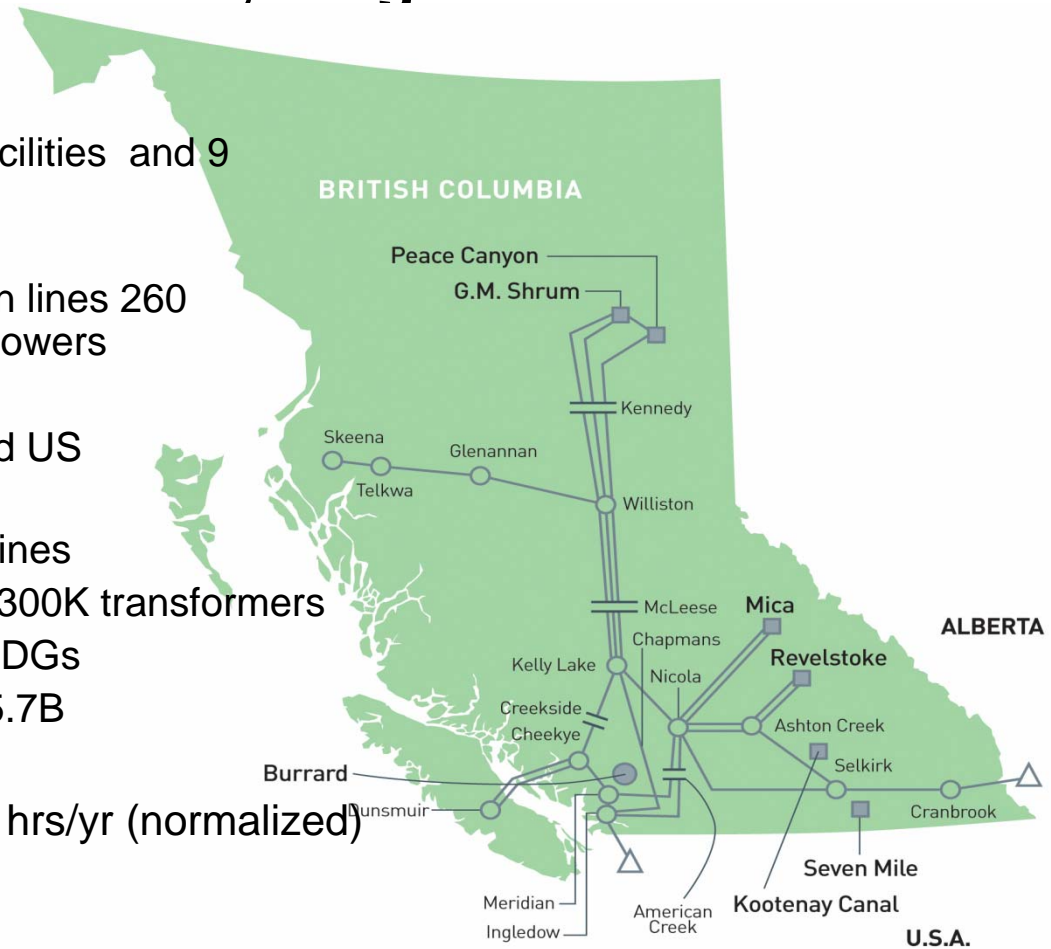 cilities and 9
n lines 260
owers
d US
ines
300K transformers
DGs
5.7B
hrs/yr (normalized)
BRITISH COLUMBIA
Peace Canyon
G.M. Shrum
Kennedy
Skeena
Glenannan
Telkwa
Williston
McLeese
Mica
Chapmans
ALBERTA
Kelly Lake
Nicola
Revelstoke
Creekside
Ashton Creek
Cheekye
Selkirk
Burrard
Dunsmuir
Cranbrook
Seven Mile
Meridian
American
Creek
Kootenay Canal
Ingledow
U.S.A.